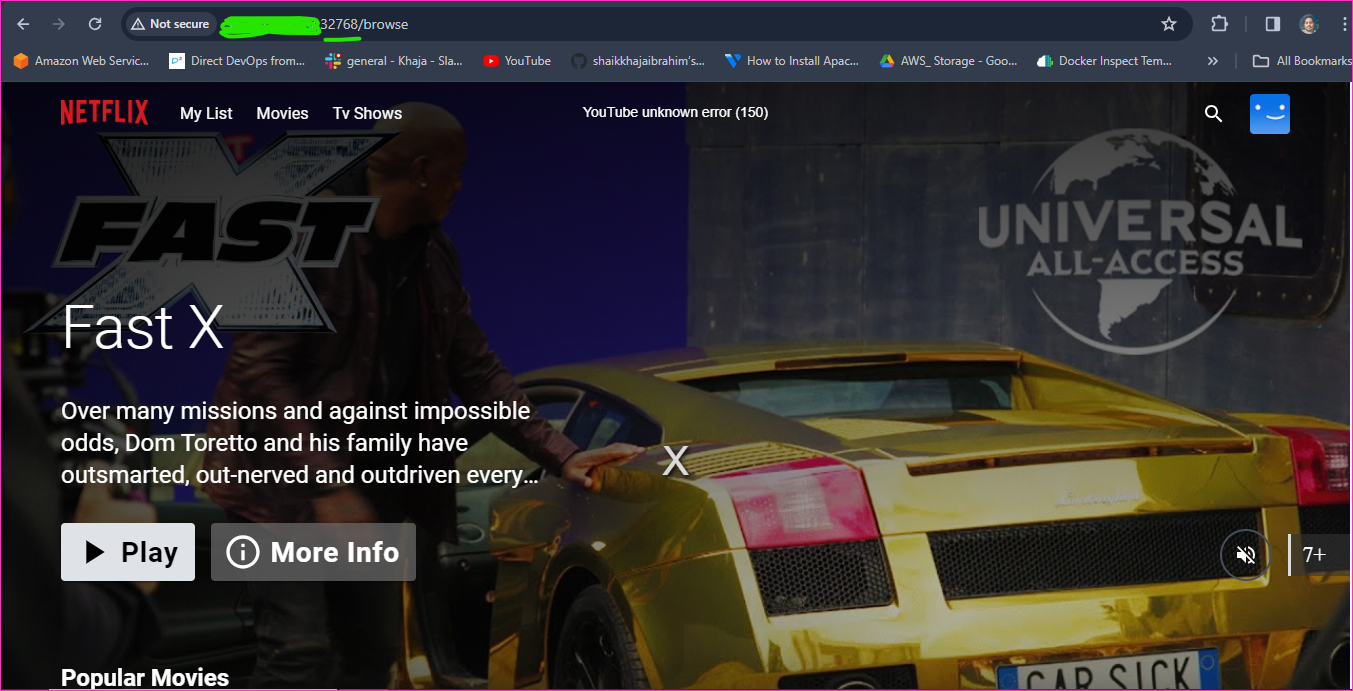 Not secure 32768/browse
Amazon Web Servic... Direct DevOps from... general - Khaja - Sla... YouTube shaikkhajaibrahim's... How to Install Apac... AWS_ Storage - Goo... Docker Inspect Tem... » All Bookmarks
NETFLIX My List Movies Tv Shows YouTube unknown error (150)
FAST X
UNIVERSAL
ALL-ACCESS
Fast X
Over many missions and against impossible
odds, Dom Toretto and his family have
outsmarted, out-nerved and outdriven every...
X
Play More Info
7+
CAR SICK
Popular Movies